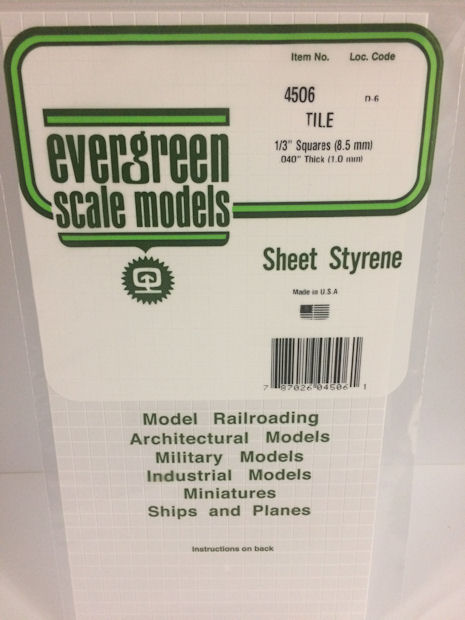 Item No. Loc. Code
4506 D-6
TILE
1/3" Squares (8.5 mm)
.040" Thick (1.0 mm)
evergreen
scale models
Sheet Styrene
Made in U.S.A
7 87026 04506 1
Model Railroading
Architectural Models
Military Models
Industrial Models
Miniatures
Ships and Planes
Instructions on back